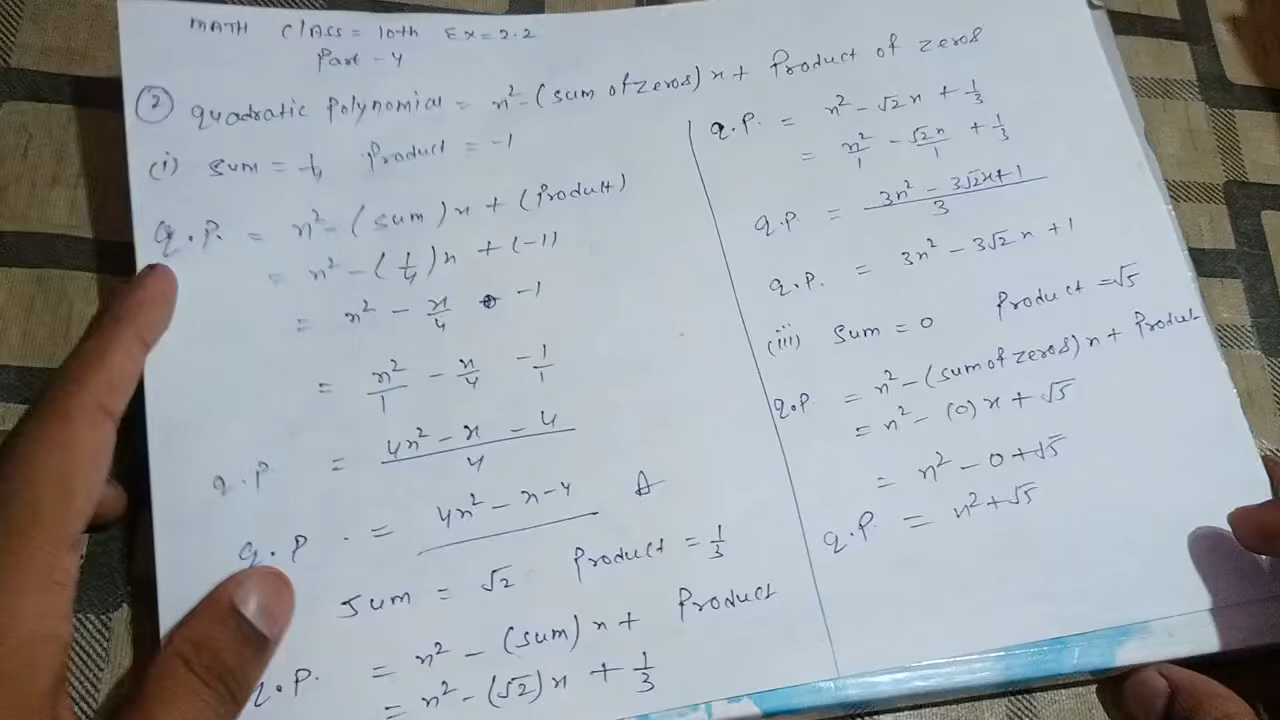 MATH Class = 10th Ex = 2.2
Part - 4
② Quadratic Polynomial = x² - (sum of zeros) x + Product of zeros
(i) Sum = 1/4, Product = -1
q.P. = x² - (sum) x + (Product)
= x² - (1/4) x + (-1)
= x² - x/4 - 1
= x²/1 - x/4 - 1/1
q.P = (4x² - x - 4)/4
q.P. = 4x² - x - 4 A
Sum = √2 Product = 1/3
q.P. = x² - (sum) x + Product
= x² - (√2) x + 1/3
q.P. = x² - √2 x + 1/3
= x²/1 - √2x/1 + 1/3
q.P. = (3x² - 3√2x + 1)/3
q.P. = 3x² - 3√2 x + 1
(iii) Sum = 0 Product = √5
q.P = x² - (sum of zeros) x + Product
= x² - (0) x + √5
= x² - 0 + √5
q.P. = x² + √5